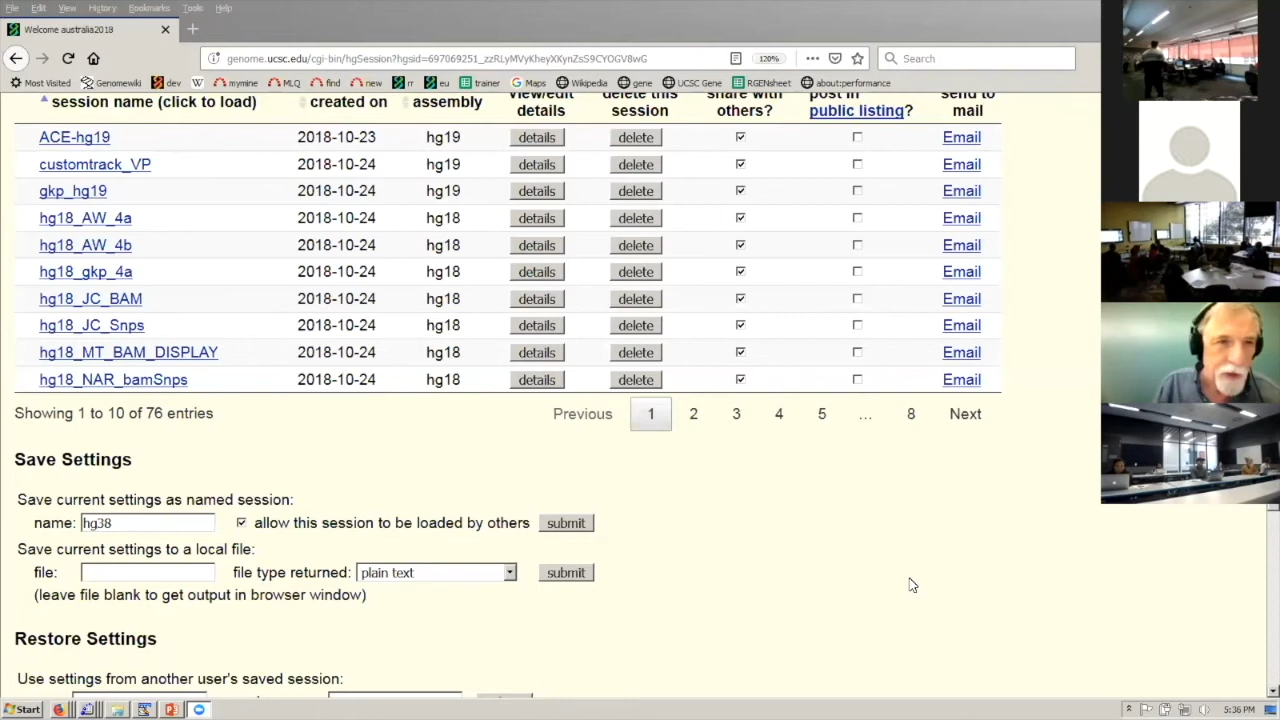 File Edit View History Bookmarks Tools Help
Welcome australia2018
genome.ucsc.edu/cgi-bin/hgSession?hgsid=697069251_zzRLyMVyKheyXKynZsS9CYOGV8wG 120% Search
Most Visited Genomewiki dev mymine MLQ find new rr eu trainer Maps Wikipedia gene UCSC Gene RGENsheet about:performance
view/edit delete this share with post in send to
session name (click to load) created on assembly details session others? public listing? mail
ACE-hg19 2018-10-23 hg19 details delete Email
customtrack_VP 2018-10-24 hg19 details delete Email
gkp_hg19 2018-10-24 hg19 details delete Email
hg18_AW_4a 2018-10-24 hg18 details delete Email
hg18_AW_4b 2018-10-24 hg18 details delete Email
hg18_gkp_4a 2018-10-24 hg18 details delete Email
hg18_JC_BAM 2018-10-24 hg18 details delete Email
hg18_JC_Snps 2018-10-24 hg18 details delete Email
hg18_MT_BAM_DISPLAY 2018-10-24 hg18 details delete Email
hg18_NAR_bamSnps 2018-10-24 hg18 details delete Email
Showing 1 to 10 of 76 entries Previous 1 2 3 4 5 … 8 Next
Save Settings
Save current settings as named session:
name: hg38 allow this session to be loaded by others submit
Save current settings to a local file:
file: file type returned: plain text submit
(leave file blank to get output in browser window)
Restore Settings
Use settings from another user's saved session:
Start 5:36 PM